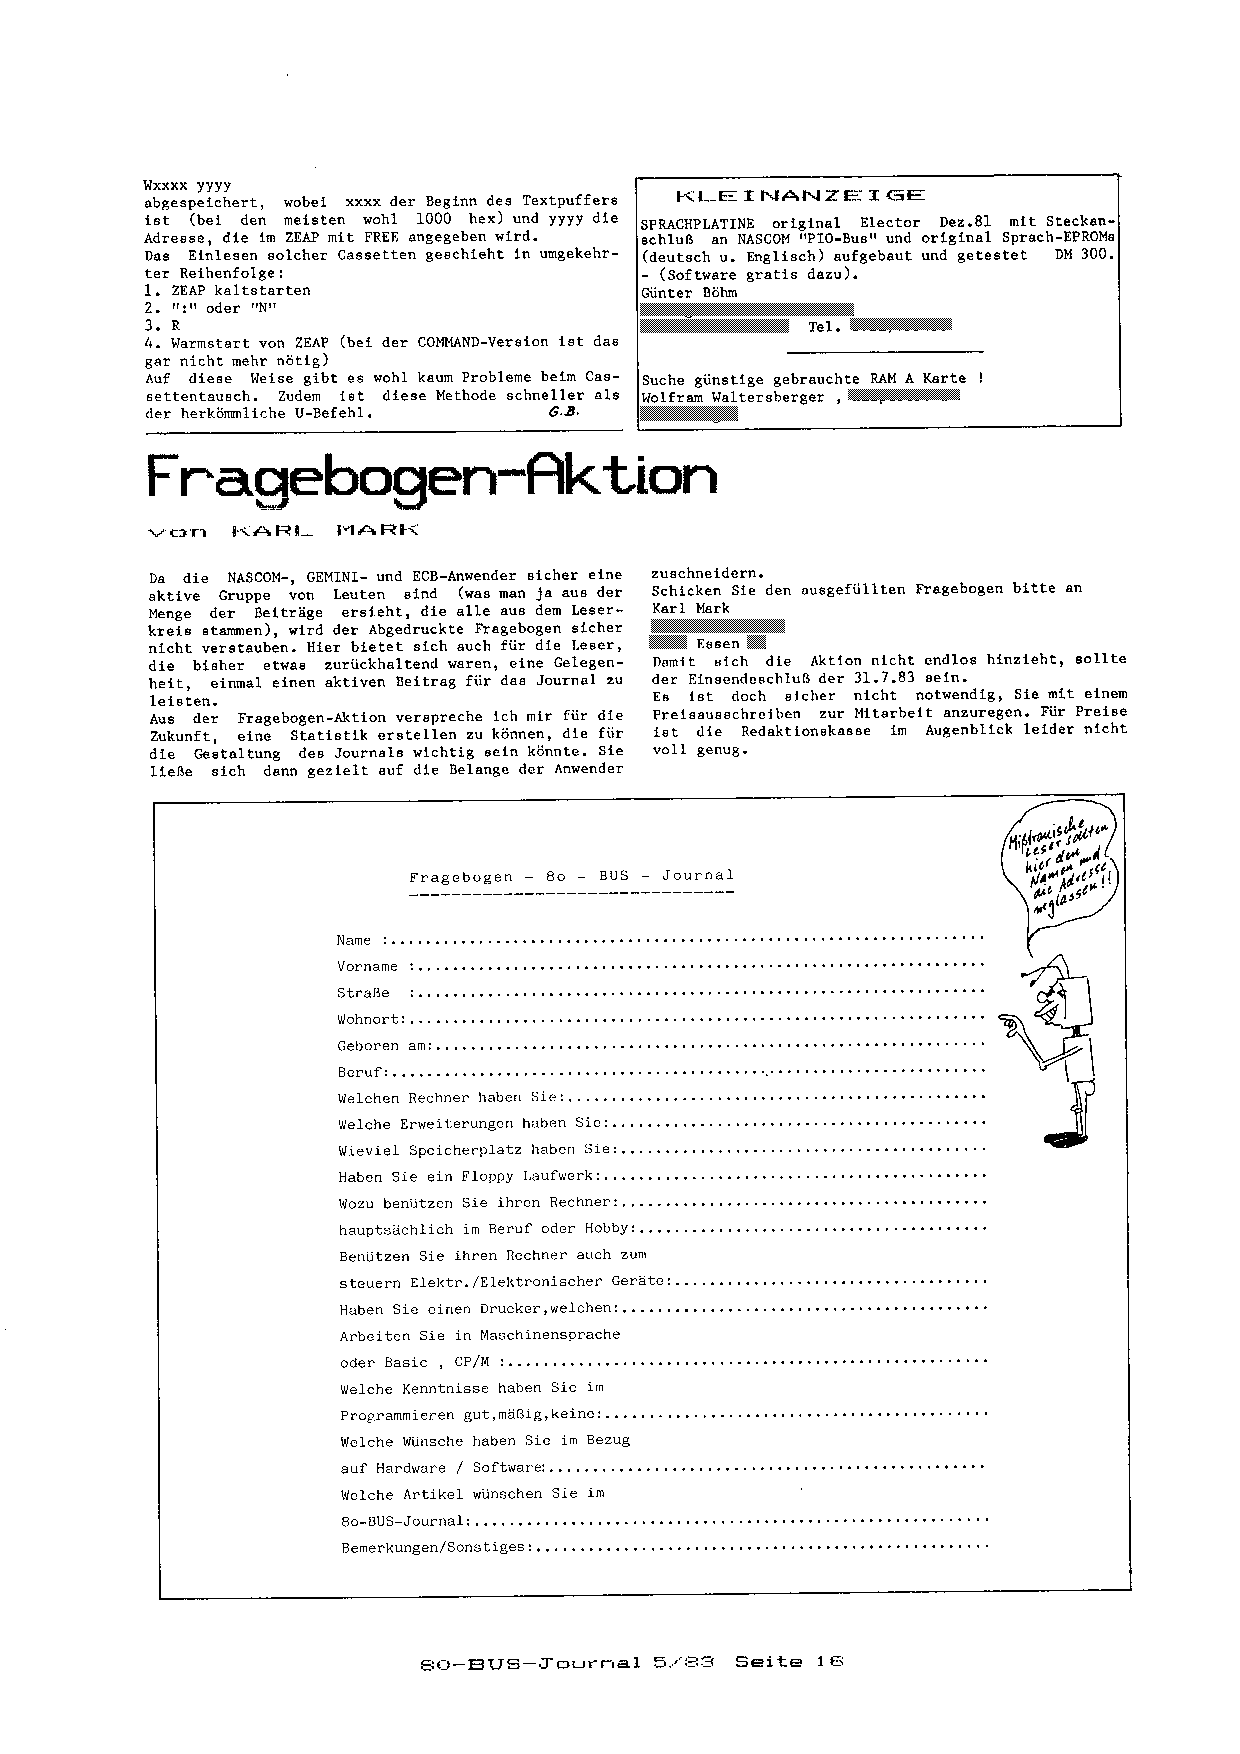 Wxxxx yyyy
abgespeichert, wobei xxxx der Beginn des Textpuffers
ist (bei den meisten wohl 1000 hex) und yyyy die
Adresse, die im ZEAP mit FREE angegeben wird.
Das Einlesen solcher Cassetten geschieht in umgekehr-
ter Reihenfolge:
1. ZEAP kaltstarten
2. ":" oder "N"
3. R
4. Warmstart von ZEAP (bei der COMMAND-Version ist das
gar nicht mehr nötig)
Auf diese Weise gibt es wohl kaum Probleme beim Cas-
settentausch. Zudem ist diese Methode schneller als
der herkömmliche U-Befehl. G.B.
KLEINANZEIGE
SPRACHPLATINE original Elector Dez.81 mit Steckan-
schluß an NASCOM "PIO-Bus" und original Sprach-EPROMs
(deutsch u. Englisch) aufgebaut und getestet DM 300.
- (Software gratis dazu).
Günter Böhm
Tel.
Suche günstige gebrauchte RAM A Karte !
Wolfram Waltersberger ,
Fragebogen-Aktion
von KARL MARK
Da die NASCOM-, GEMINI- und ECB-Anwender sicher eine
aktive Gruppe von Leuten sind (was man ja aus der
Menge der Beiträge ersieht, die alle aus dem Leser-
kreis stammen), wird der Abgedruckte Fragebogen sicher
nicht verstauben. Hier bietet sich auch für die Leser,
die bisher etwas zurückhaltend waren, eine Gelegen-
heit, einmal einen aktiven Beitrag für das Journal zu
leisten.
Aus der Fragebogen-Aktion verspreche ich mir für die
Zukunft, eine Statistik erstellen zu können, die für
die Gestaltung des Journals wichtig sein könnte. Sie
ließe sich dann gezielt auf die Belange der Anwender
zuschneidern.
Schicken Sie den ausgefüllten Fragebogen bitte an
Karl Mark
Essen
Damit sich die Aktion nicht endlos hinzieht, sollte
der Einsendeschluß der 31.7.83 sein.
Es ist doch sicher nicht notwendig, Sie mit einem
Preisausschreiben zur Mitarbeit anzuregen. Für Preise
ist die Redaktionskasse im Augenblick leider nicht
voll genug.
Mißtrauische
Leser sollten
hier den
Namen und
die Adresse
weglassen!!
Fragebogen - 8o - BUS - Journal
Name :....................................................................
Vorname :.................................................................
Straße :.................................................................
Wohnort:..................................................................
Geboren am:...............................................................
Beruf:....................................................................
Welchen Rechner haben Sie:................................................
Welche Erweiterungen haben Sie:...........................................
Wieviel Speicherplatz haben Sie:..........................................
Haben Sie ein Floppy Laufwerk:............................................
Wozu benützen Sie ihren Rechner:..........................................
hauptsächlich im Beruf oder Hobby:........................................
Benützen Sie ihren Rechner auch zum
steuern Elektr./Elektronischer Geräte:....................................
Haben Sie einen Drucker,welchen:..........................................
Arbeiten Sie in Maschinensprache
oder Basic , CP/M :.......................................................
Welche Kenntnisse haben Sie im
Programmieren gut,mäßig,keine:............................................
Welche Wünsche haben Sie im Bezug
auf Hardware / Software:..................................................
Welche Artikel wünschen Sie im
8o-BUS-Journal:...........................................................
Bemerkungen/Sonstiges:....................................................
80-BUS-Journal 5/83 Seite 16